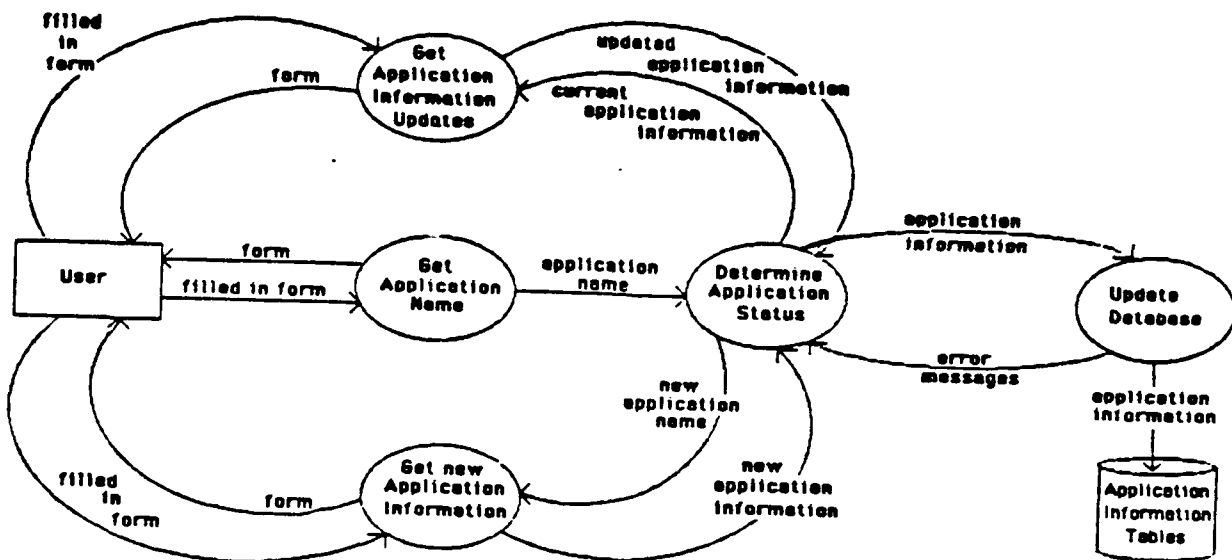 filled
in
form
Get
Application
Information
Updates
form
updated
application
information
current
application
information
User
form
filled in form
Get
Application
Name
application
name
Determine
Application
Status
application
information
Update
Database
error
messages
application
information
Application
Information
Tables
new
application
name
new
application
information
Get new
Application
Information
form
filled
in
form